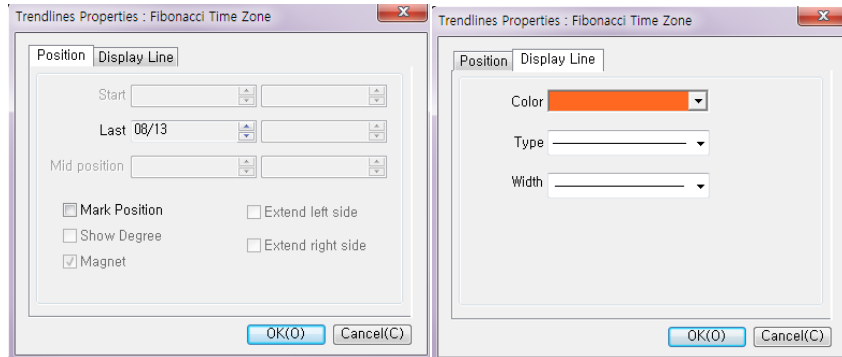 Trendlines Properties : Fibonacci Time Zone
Position Display Line
Start
Last 08/13
Mid position
Mark Position Extend left side
Show Degree Extend right side
Magnet
OK(O) Cancel(C)
Trendlines Properties : Fibonacci Time Zone
Position Display Line
Color
Type
Width
OK(O) Cancel(C)